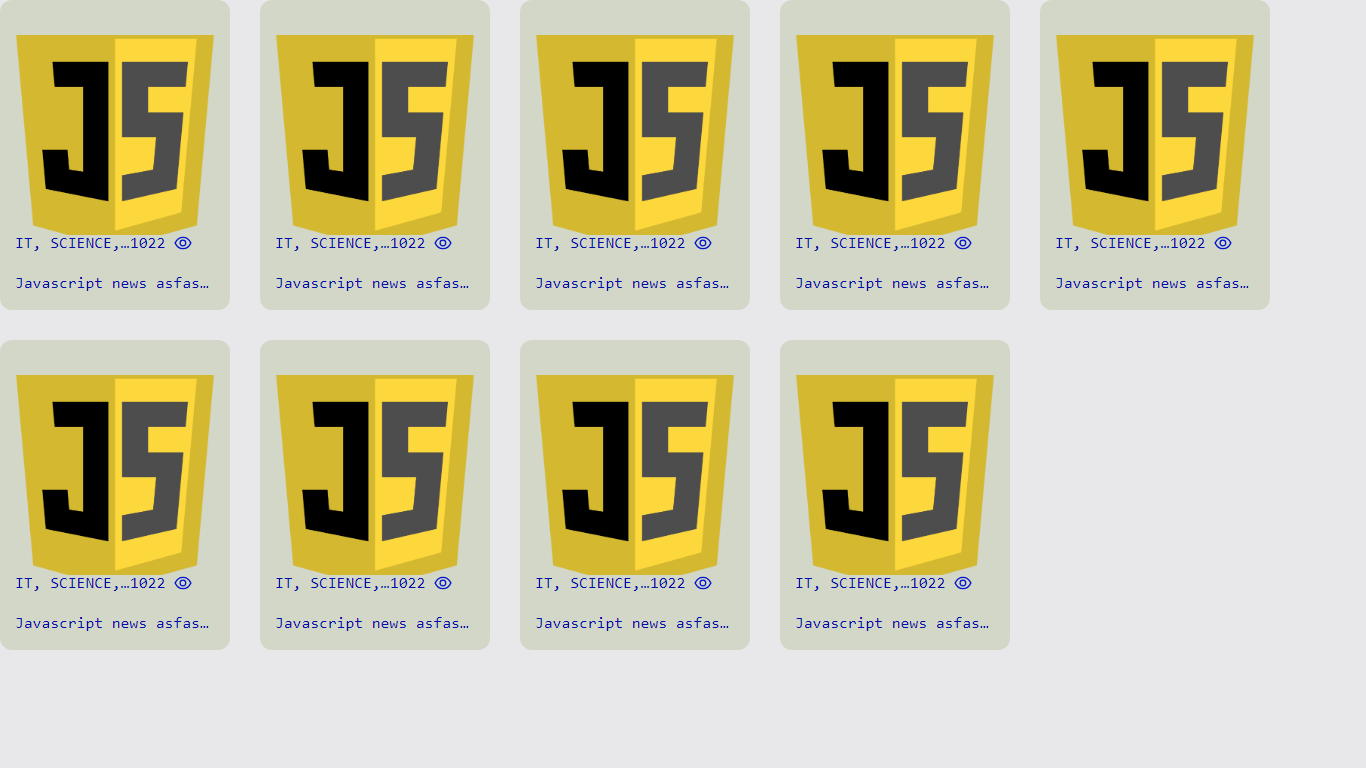 JS JS JS JS JS
IT, SCIENCE,…1022 IT, SCIENCE,…1022 IT, SCIENCE,…1022 IT, SCIENCE,…1022 IT, SCIENCE,…1022
Javascript news asfas… Javascript news asfas… Javascript news asfas… Javascript news asfas… Javascript news asfas…
JS JS JS JS
IT, SCIENCE,…1022 IT, SCIENCE,…1022 IT, SCIENCE,…1022 IT, SCIENCE,…1022
Javascript news asfas… Javascript news asfas… Javascript news asfas… Javascript news asfas…